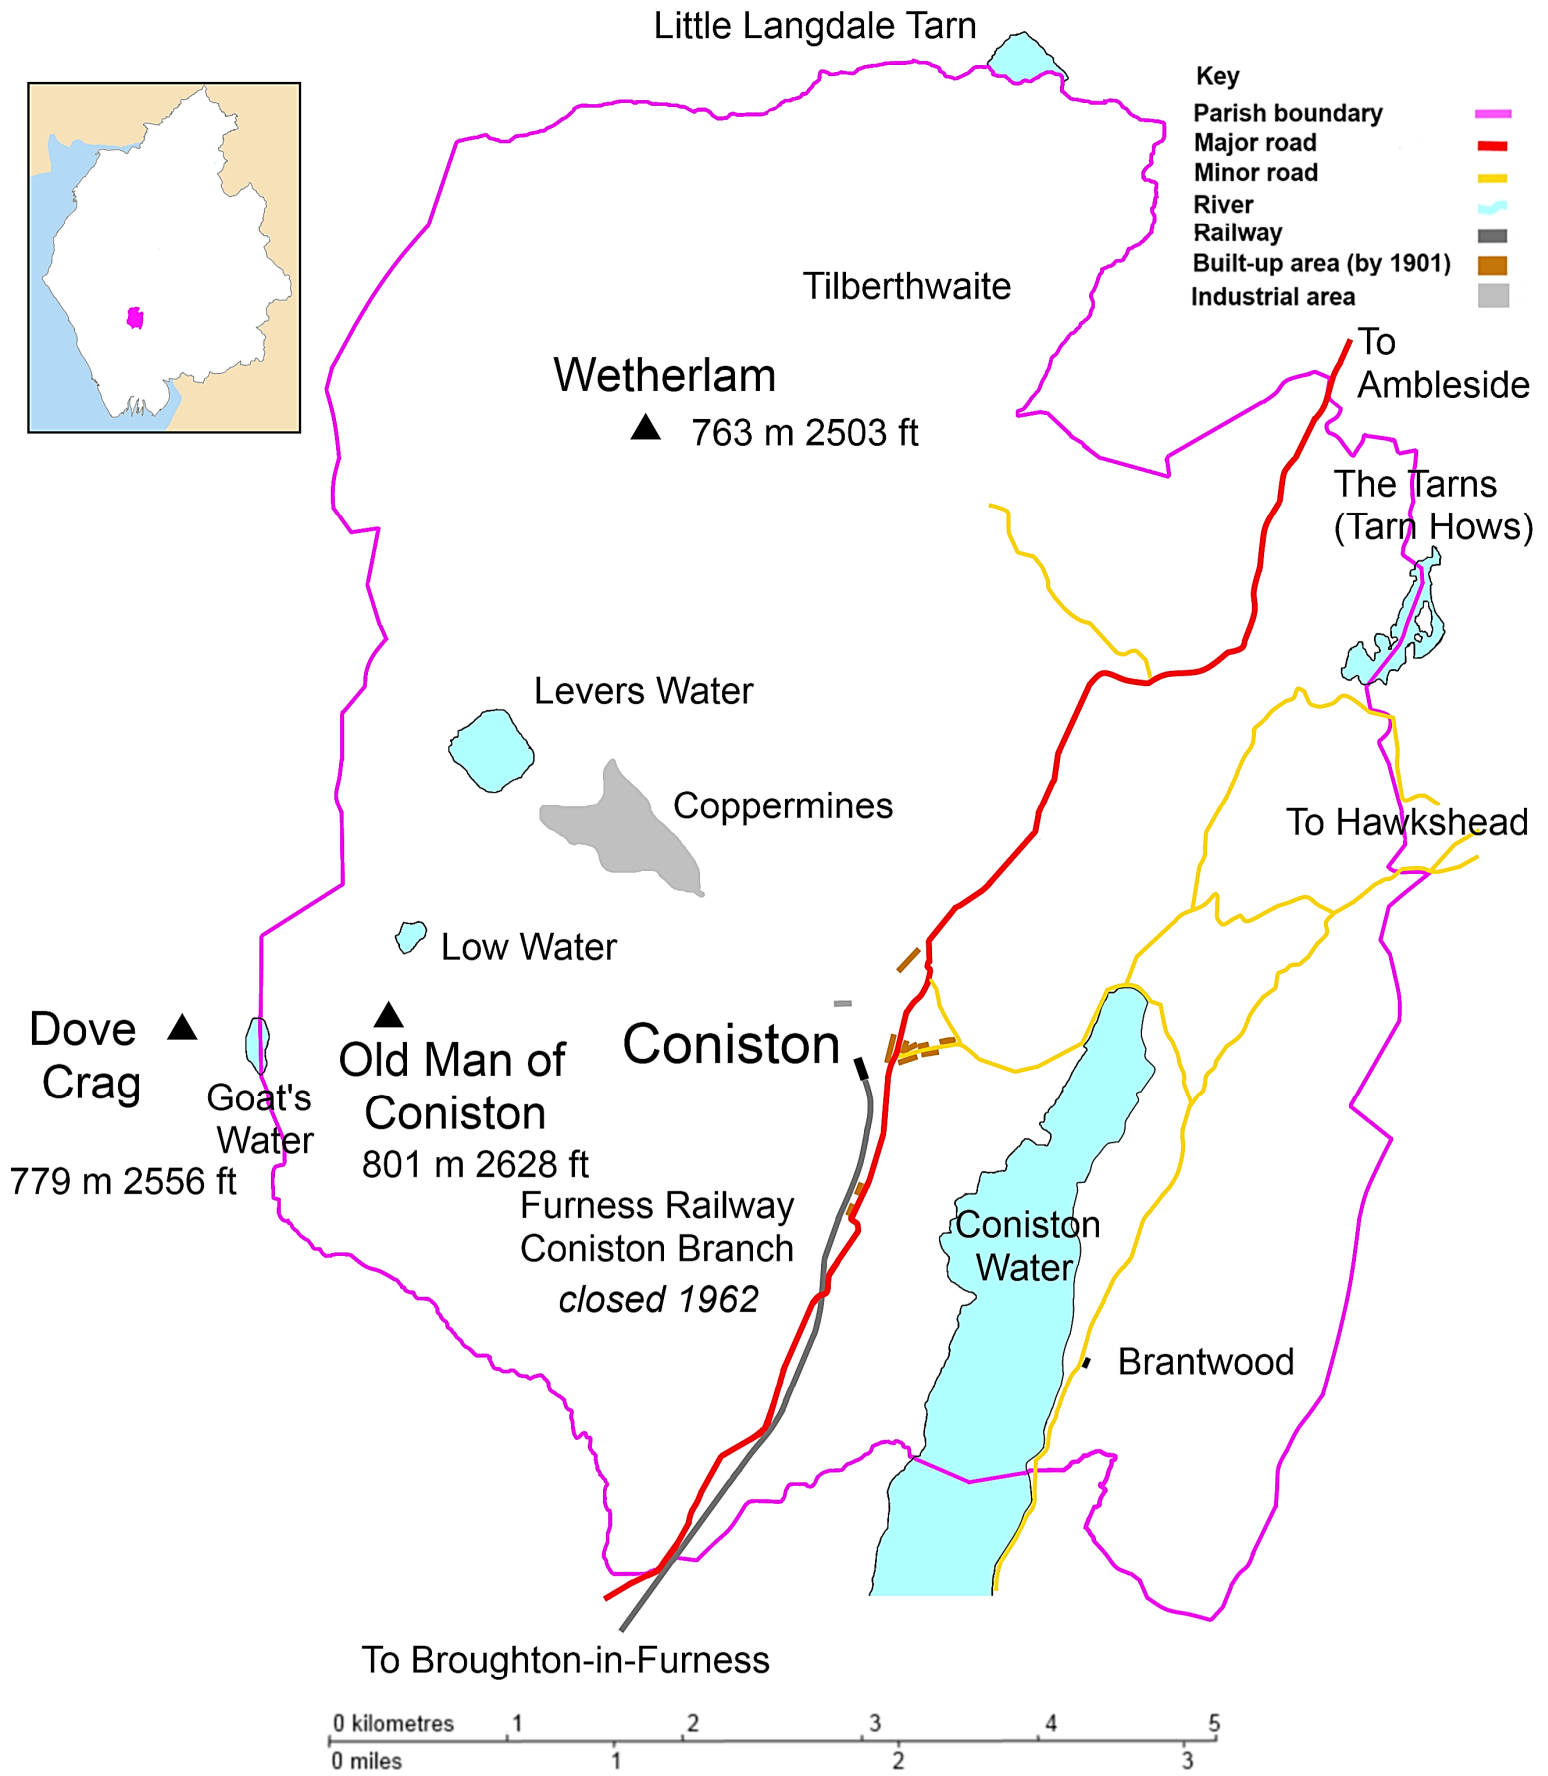 Little Langdale Tarn
Key
Parish boundary
Major road
Minor road
River
Railway
Built-up area (by 1901)
Industrial area
Tilberthwaite
To
Ambleside
Wetherlam
763 m 2503 ft
The Tarns
(Tarn Hows)
Levers Water
Coppermines
To Hawkshead
Low Water
Dove
Crag
779 m 2556 ft
Goat's
Water
Old Man of
Coniston
801 m 2628 ft
Coniston
Furness Railway
Coniston Branch
closed 1962
Coniston
Water
Brantwood
To Broughton-in-Furness
0 kilometres 1 2 3 4 5
0 miles 1 2 3